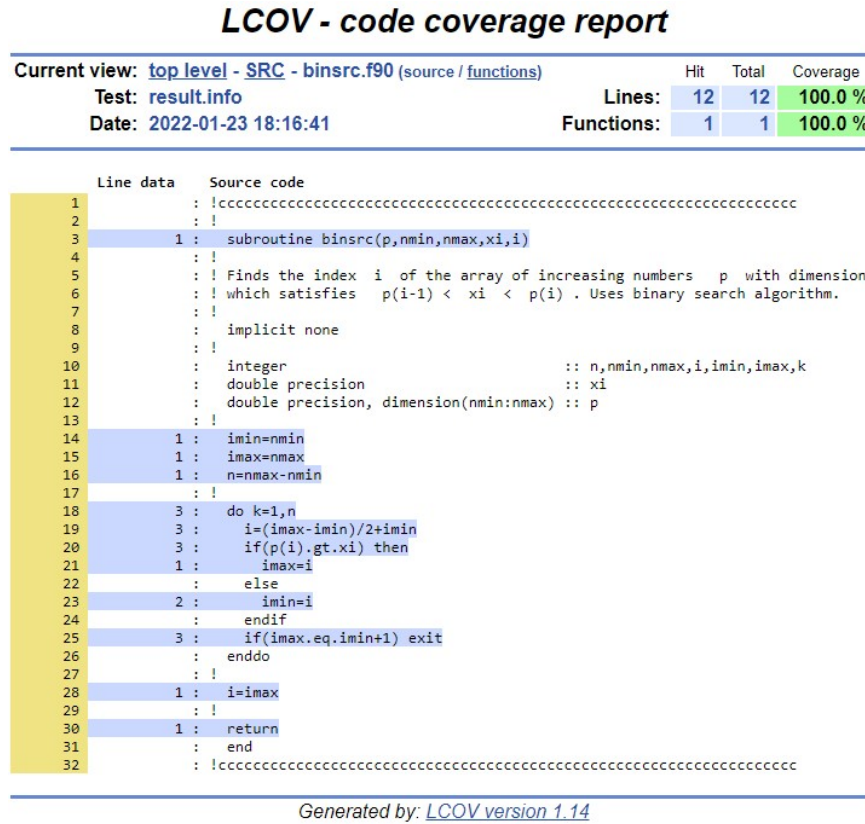 LCOV - code coverage report
Current view: top level - SRC - binsrc.f90 (source / functions) Hit Total Coverage
Test: result.info Lines: 12 12 100.0 %
Date: 2022-01-23 18:16:41 Functions: 1 1 100.0 %
Line data Source code
1 : !cccccccccccccccccccccccccccccccccccccccccccccccccccccccccccccccccc
2 : !
3 1 : subroutine binsrc(p,nmin,nmax,xi,i)
4 : !
5 : ! Finds the index i of the array of increasing numbers p with dimension
6 : ! which satisfies p(i-1) < xi < p(i) . Uses binary search algorithm.
7 : !
8 : implicit none
9 : !
10 : integer :: n,nmin,nmax,i,imin,imax,k
11 : double precision :: xi
12 : double precision, dimension(nmin:nmax) :: p
13 : !
14 1 : imin=nmin
15 1 : imax=nmax
16 1 : n=nmax-nmin
17 : !
18 3 : do k=1,n
19 3 : i=(imax-imin)/2+imin
20 3 : if(p(i).gt.xi) then
21 1 : imax=i
22 : else
23 2 : imin=i
24 : endif
25 3 : if(imax.eq.imin+1) exit
26 : enddo
27 : !
28 1 : i=imax
29 : !
30 1 : return
31 : end
32 : !cccccccccccccccccccccccccccccccccccccccccccccccccccccccccccccccccc
Generated by: LCOV version 1.14